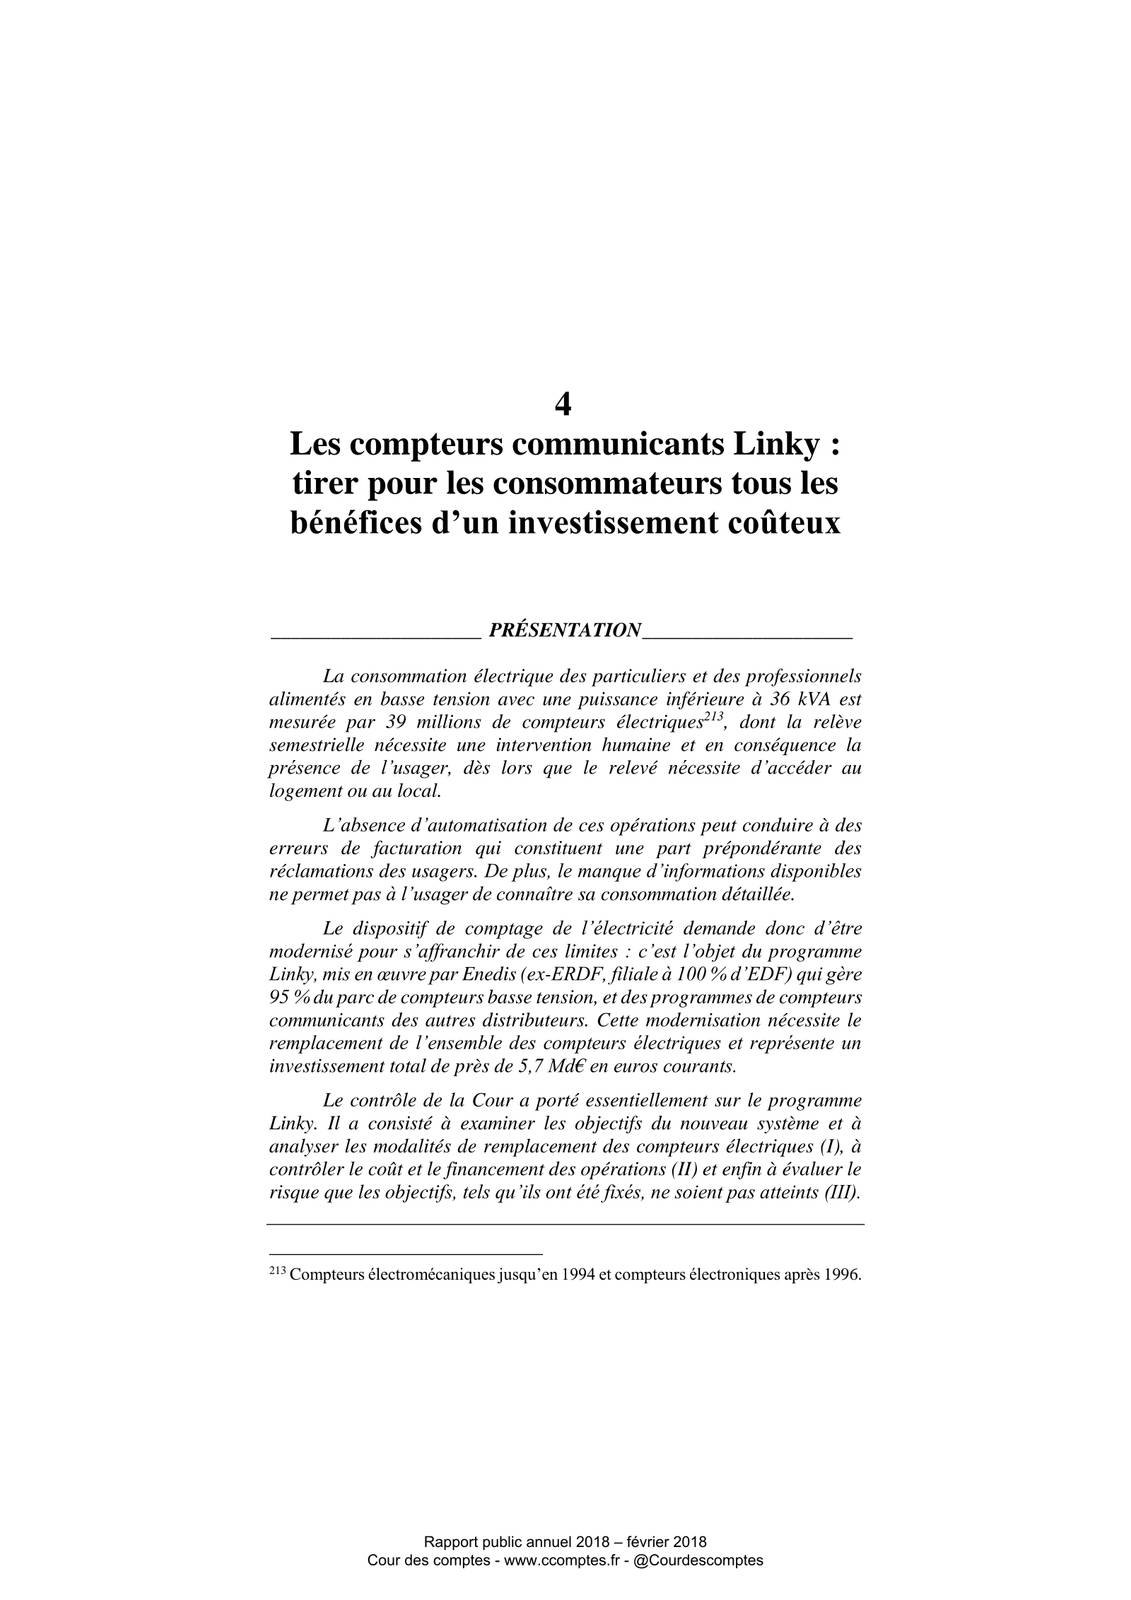 4
Les compteurs communicants Linky :
tirer pour les consommateurs tous les
bénéfices d’un investissement coûteux
_____________________ PRÉSENTATION_____________________
La consommation électrique des particuliers et des professionnels
alimentés en basse tension avec une puissance inférieure à 36 kVA est
mesurée par 39 millions de compteurs électriques213, dont la relève
semestrielle nécessite une intervention humaine et en conséquence la
présence de l’usager, dès lors que le relevé nécessite d’accéder au
logement ou au local.
L’absence d’automatisation de ces opérations peut conduire à des
erreurs de facturation qui constituent une part prépondérante des
réclamations des usagers. De plus, le manque d’informations disponibles
ne permet pas à l’usager de connaître sa consommation détaillée.
Le dispositif de comptage de l’électricité demande donc d’être
modernisé pour s’affranchir de ces limites : c’est l’objet du programme
Linky, mis en œuvre par Enedis (ex-ERDF, filiale à 100 % d’EDF) qui gère
95 % du parc de compteurs basse tension, et des programmes de compteurs
communicants des autres distributeurs. Cette modernisation nécessite le
remplacement de l’ensemble des compteurs électriques et représente un
investissement total de près de 5,7 Md€ en euros courants.
Le contrôle de la Cour a porté essentiellement sur le programme
Linky. Il a consisté à examiner les objectifs du nouveau système et à
analyser les modalités de remplacement des compteurs électriques (I), à
contrôler le coût et le financement des opérations (II) et enfin à évaluer le
risque que les objectifs, tels qu’ils ont été fixés, ne soient pas atteints (III).
213 Compteurs électromécaniques jusqu’en 1994 et compteurs électroniques après 1996.
Rapport public annuel 2018 – février 2018
Cour des comptes - www.ccomptes.fr - @Courdescomptes